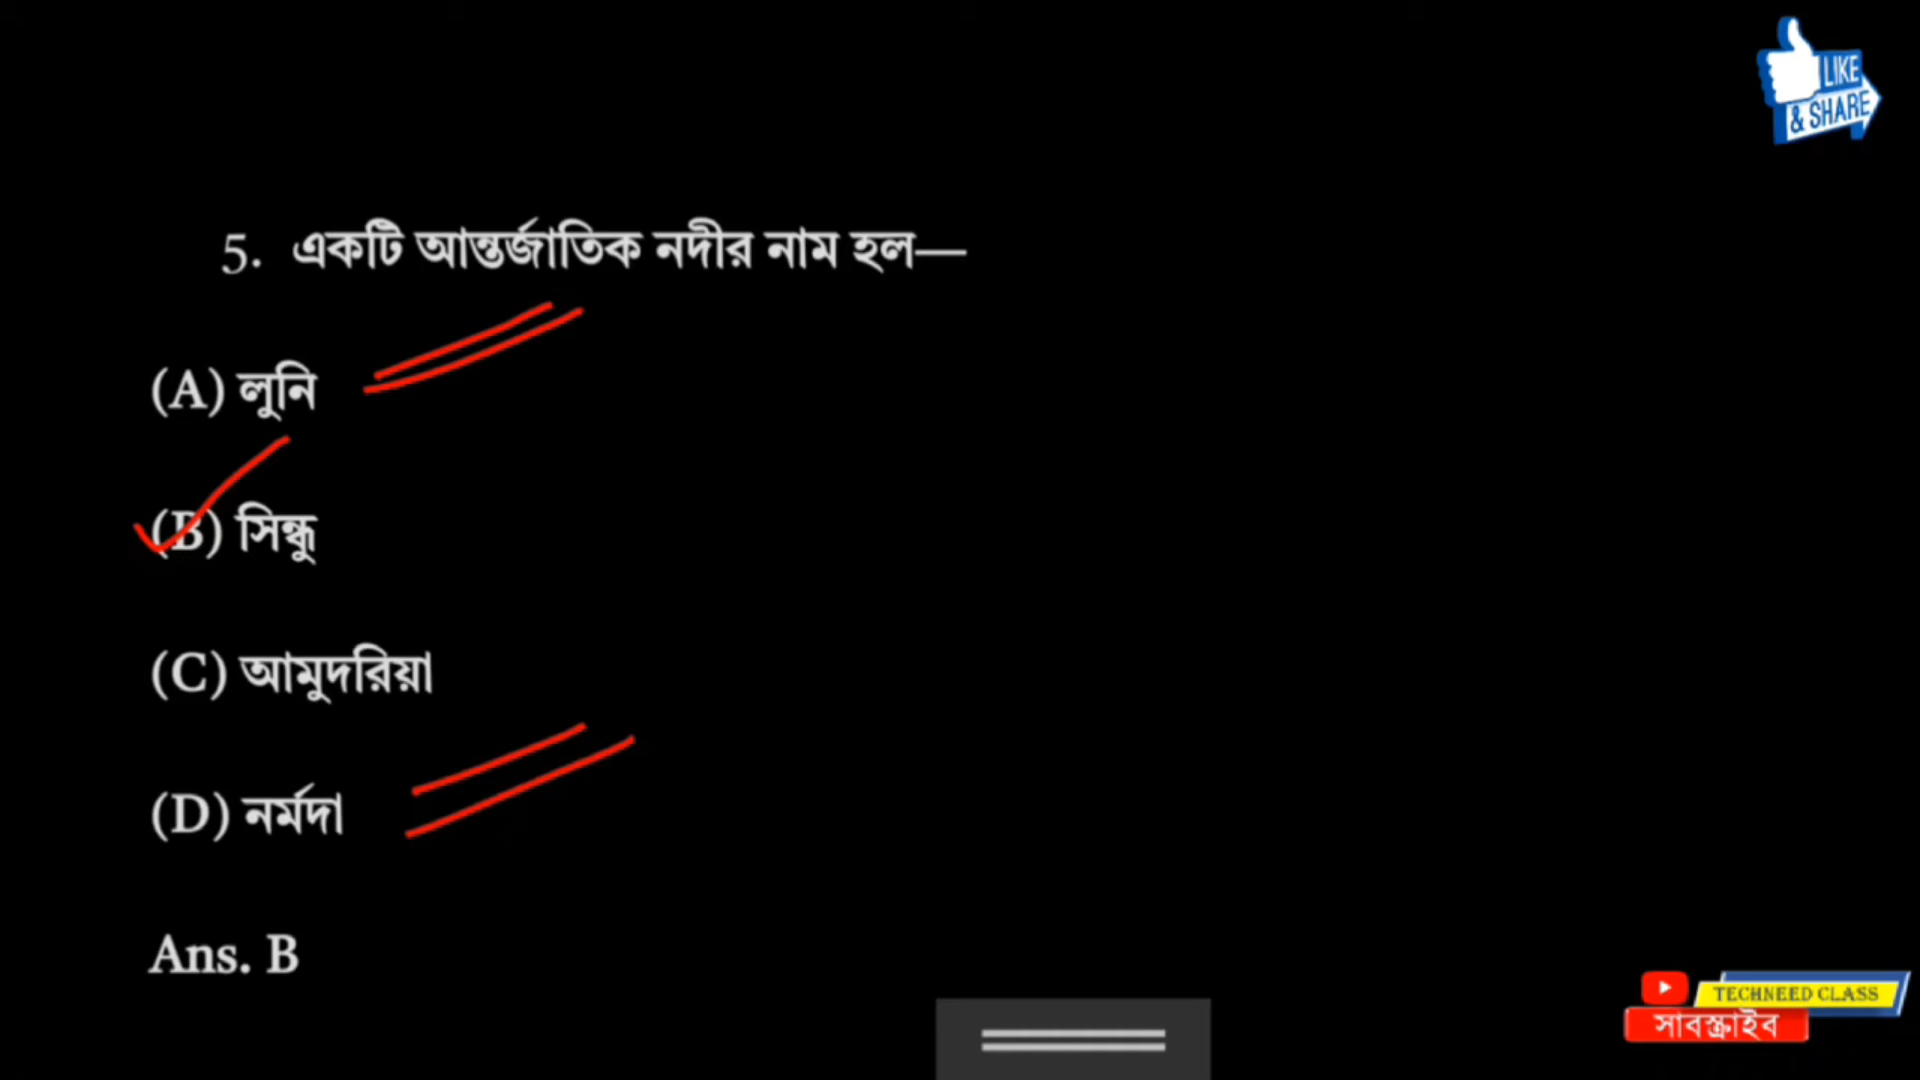 LIKE
& SHARE
5. একটি আন্তর্জাতিক নদীর নাম হল—
(A) লুনি
(B) সিন্ধু
(C) আমুদরিয়া
(D) নর্মদা
Ans. B
TECHNEED CLASS
সাবস্ক্রাইব